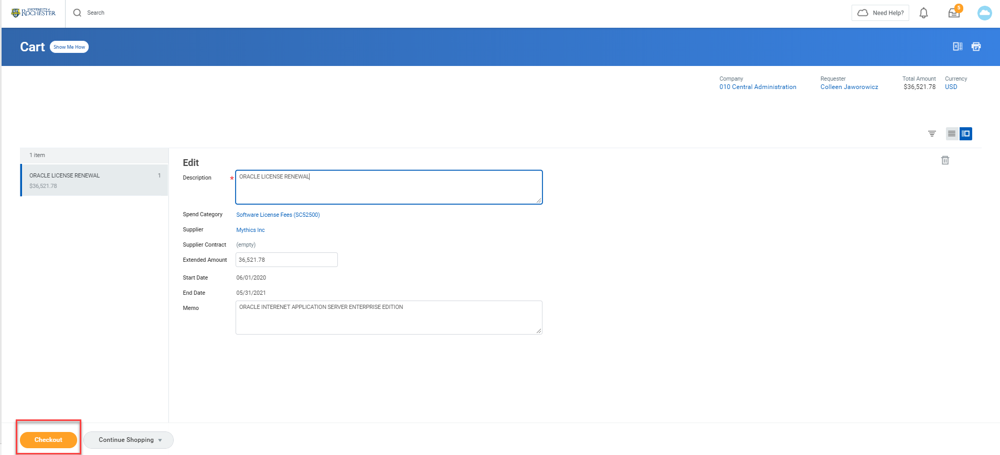 UNIVERSITY of
ROCHESTER
Search
Need Help?
5
Cart
Show Me How
Company
010 Central Administration
Requester
Colleen Jaworowicz
Total Amount
$36,521.78
Currency
USD
1 item
ORACLE LICENSE RENEWAL 1
$36,521.78
Edit
Description * ORACLE LICENSE RENEWAL
Spend Category Software License Fees (SC52500)
Supplier Mythics Inc
Supplier Contract (empty)
Extended Amount 36,521.78
Start Date 06/01/2020
End Date 05/31/2021
Memo ORACLE INTERENET APPLICATION SERVER ENTERPRISE EDITION
Checkout
Continue Shopping